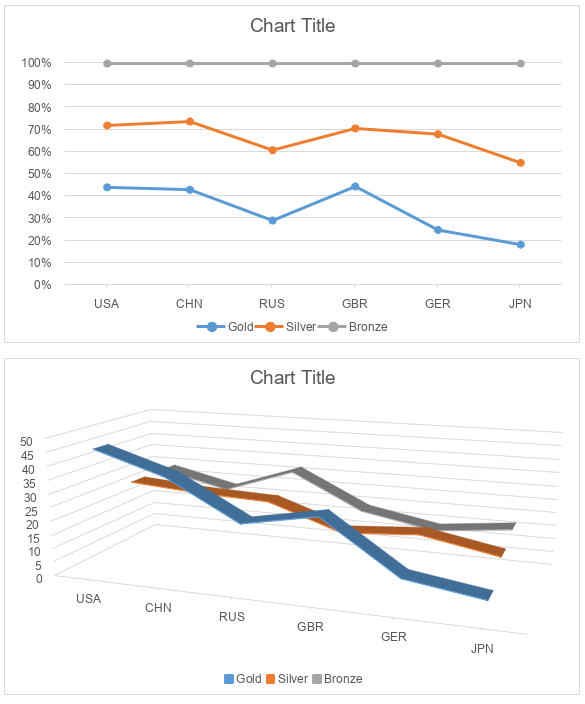 Chart Title
100%
90%
80%
70%
60%
50%
40%
30%
20%
10%
0%
USA CHN RUS GBR GER JPN
Gold Silver Bronze
Chart Title
50
45
40
35
30
25
20
15
10
5
0
USA
CHN
RUS
GBR
GER
JPN
Gold Silver Bronze